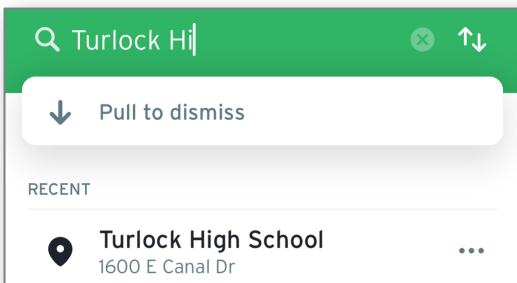 Turlock Hi
Pull to dismiss
RECENT
Turlock High School
1600 E Canal Dr